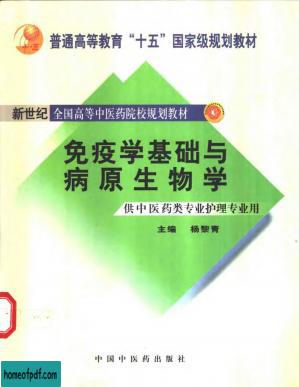 普通高等教育“十五”国家级规划教材
新世纪 全国高等中医药院校规划教材
免疫学基础与
病原生物学
供中医药类专业护理专业用
主编 杨黎青
中国中医药出版社
homeofpdf.com